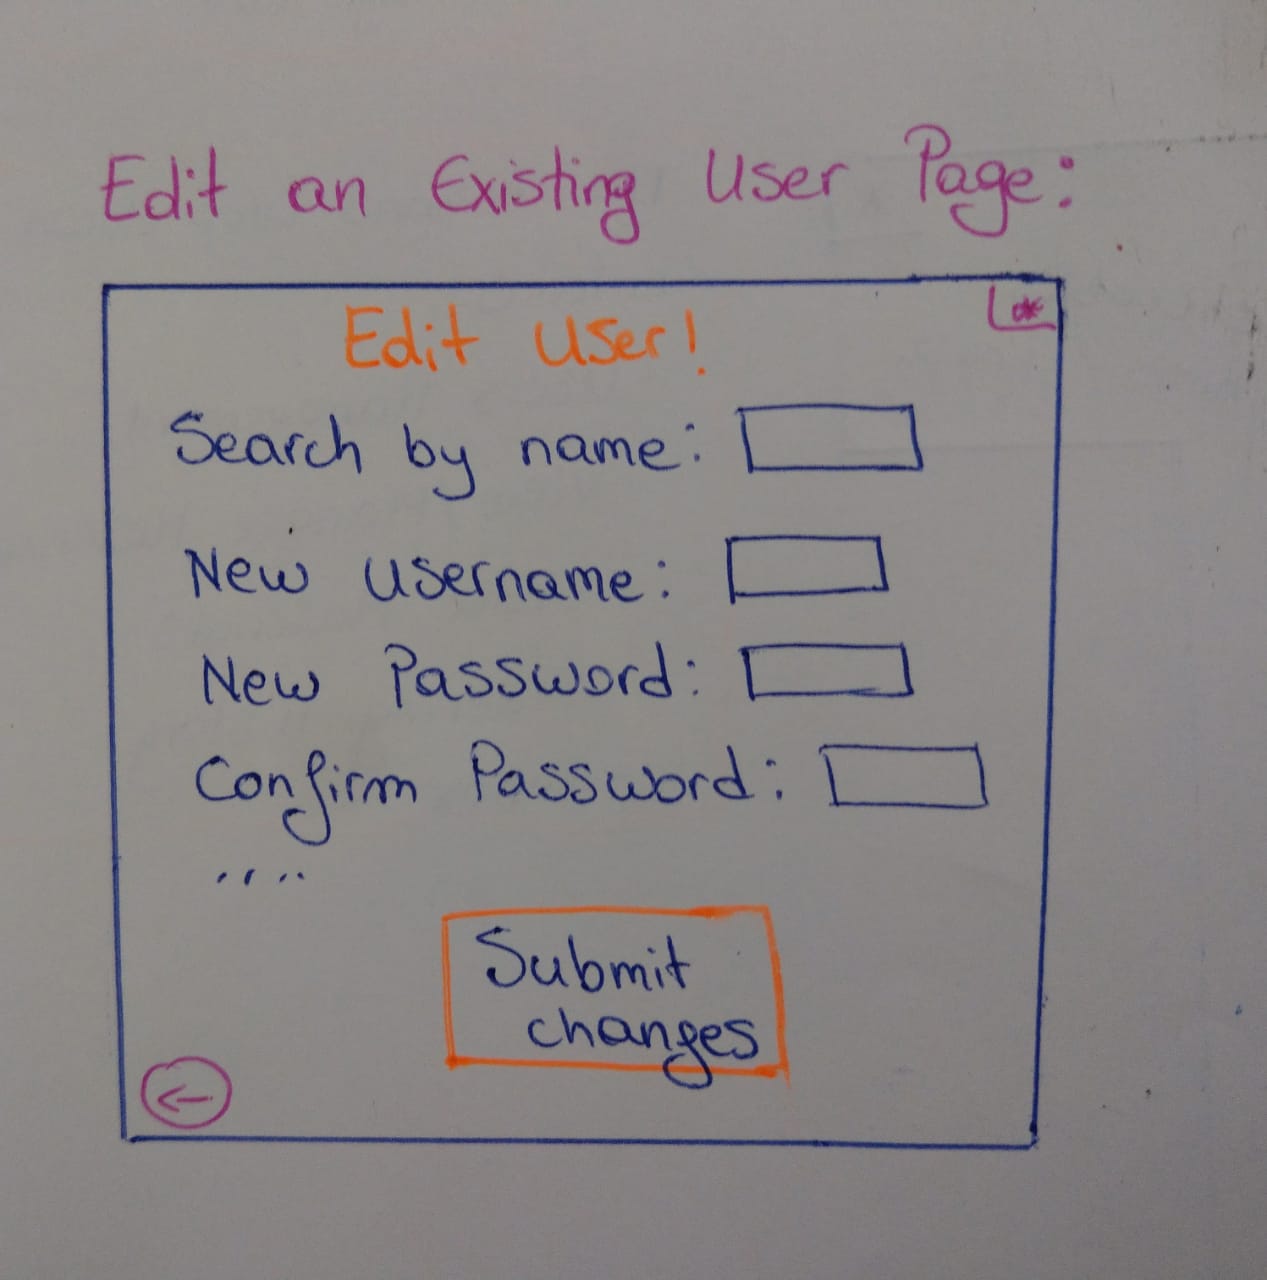 Edit an Existing User Page:
Edit User!
Search by name:
New username:
New Password:
Confirm Password:
....
Submit
changes